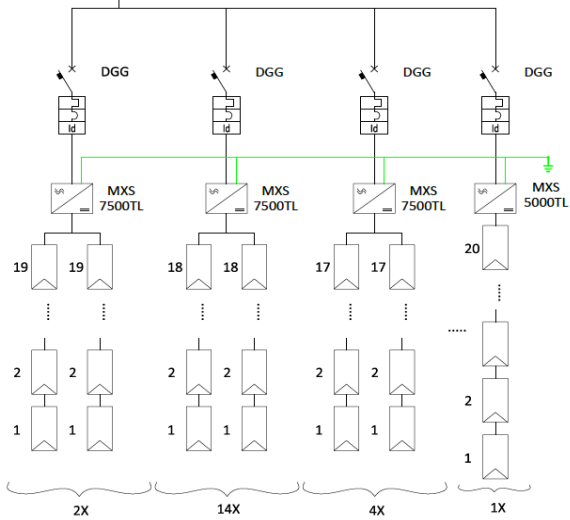 DGG DGG DGG DGG
Id Id Id Id
MXS MXS MXS MXS
7500TL 7500TL 7500TL 5000TL
20
19 19 18 18 17 17
2 2 2 2 2 2
2
1 1 1 1 1 1
1
2X 14X 4X 1X